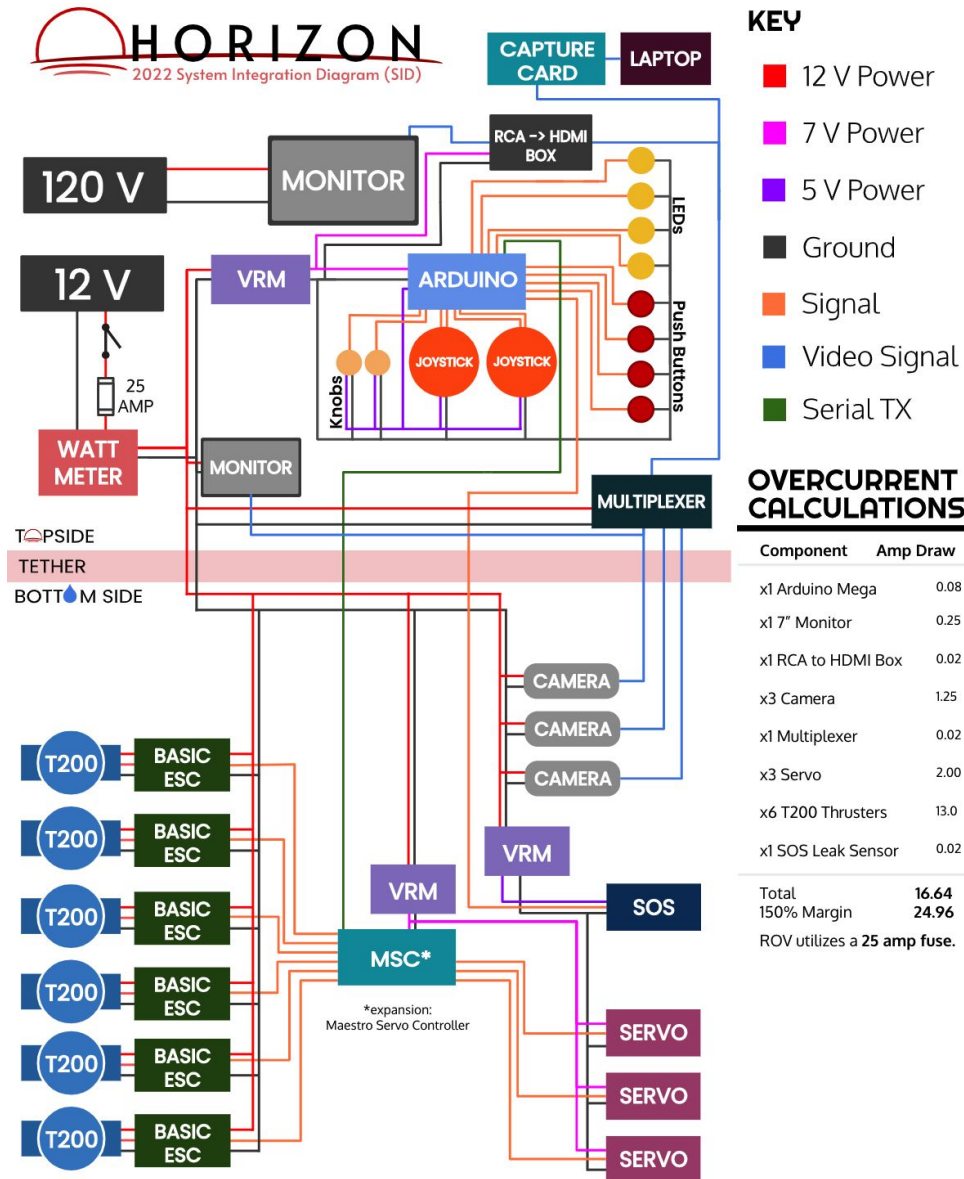 HORIZON
2022 System Integration Diagram (SID)
CAPTURE
CARD
LAPTOP
RCA -> HDMI
BOX
120 V
MONITOR
LEDs
12 V
VRM
ARDUINO
Push Buttons
JOYSTICK
JOYSTICK
Knobs
25
AMP
WATT
METER
MONITOR
MULTIPLEXER
TOPSIDE
TETHER
BOTTOM SIDE
CAMERA
CAMERA
CAMERA
T200
BASIC
ESC
T200
BASIC
ESC
T200
BASIC
ESC
T200
BASIC
ESC
T200
BASIC
ESC
T200
BASIC
ESC
VRM
VRM
SOS
MSC*
*expansion:
Maestro Servo Controller
SERVO
SERVO
SERVO
KEY
12 V Power
7 V Power
5 V Power
Ground
Signal
Video Signal
Serial TX
OVERCURRENT
CALCULATIONS
Component Amp Draw
x1 Arduino Mega 0.08
x1 7" Monitor 0.25
x1 RCA to HDMI Box 0.02
x3 Camera 1.25
x1 Multiplexer 0.02
x3 Servo 2.00
x6 T200 Thrusters 13.0
x1 SOS Leak Sensor 0.02
Total 16.64
150% Margin 24.96
ROV utilizes a 25 amp fuse.